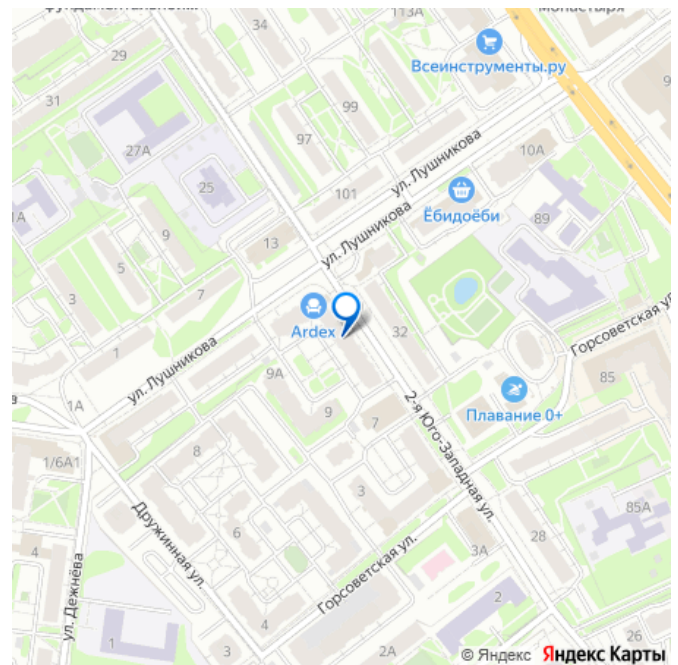 113А
монастыря
фундаментальной...
34
29
Всеинструменты.ру
9
31
99
97
27А
10А
ул. Лушникова
25
101
1А
Ёбидоёби
ул. Лушникова
89
9
13
5
3
7
Горсоветская ул.
Ardex
32
1
ул. Лушникова
9А
85
1А
9
7
2-я Юго-Западная ул.
Плавание 0+
8
1/6А1
3
85А
Дружинная ул.
6
28
4
3А
ул. Дежнёва
Горсоветская ул.
2
4
1
3
2А
26
© Яндекс Яндекс Карты